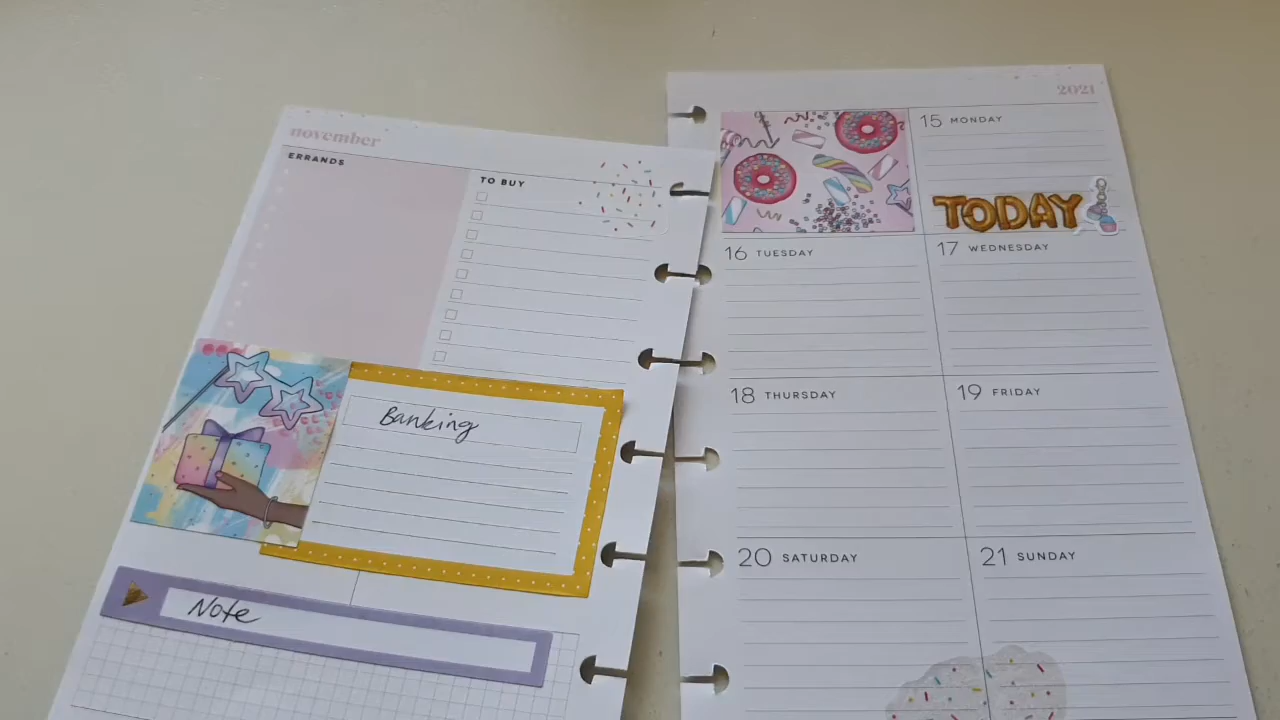 november
ERRANDS
TO BUY
Banking
Note
2021
15 MONDAY
TODAY
16 TUESDAY
17 WEDNESDAY
18 THURSDAY
19 FRIDAY
20 SATURDAY
21 SUNDAY